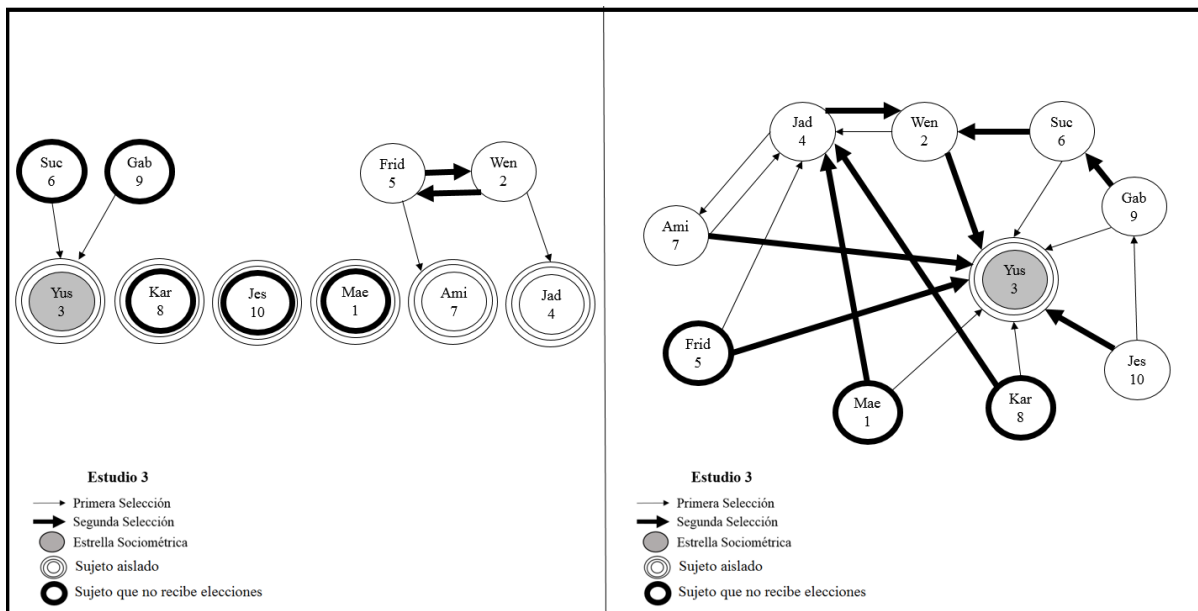 Suc
6
Gab
9
Frid
5
Wen
2
Yus
3
Kar
8
Jes
10
Mae
1
Ami
7
Jad
4
Estudio 3
Primera Selección
Segunda Selección
Estrella Sociométrica
Sujeto aislado
Sujeto que no recibe elecciones
Jad
4
Wen
2
Suc
6
Gab
9
Ami
7
Yus
3
Frid
5
Jes
10
Mae
1
Kar
8
Estudio 3
Primera Selección
Segunda Selección
Estrella Sociométrica
Sujeto aislado
Sujeto que no recibe elecciones